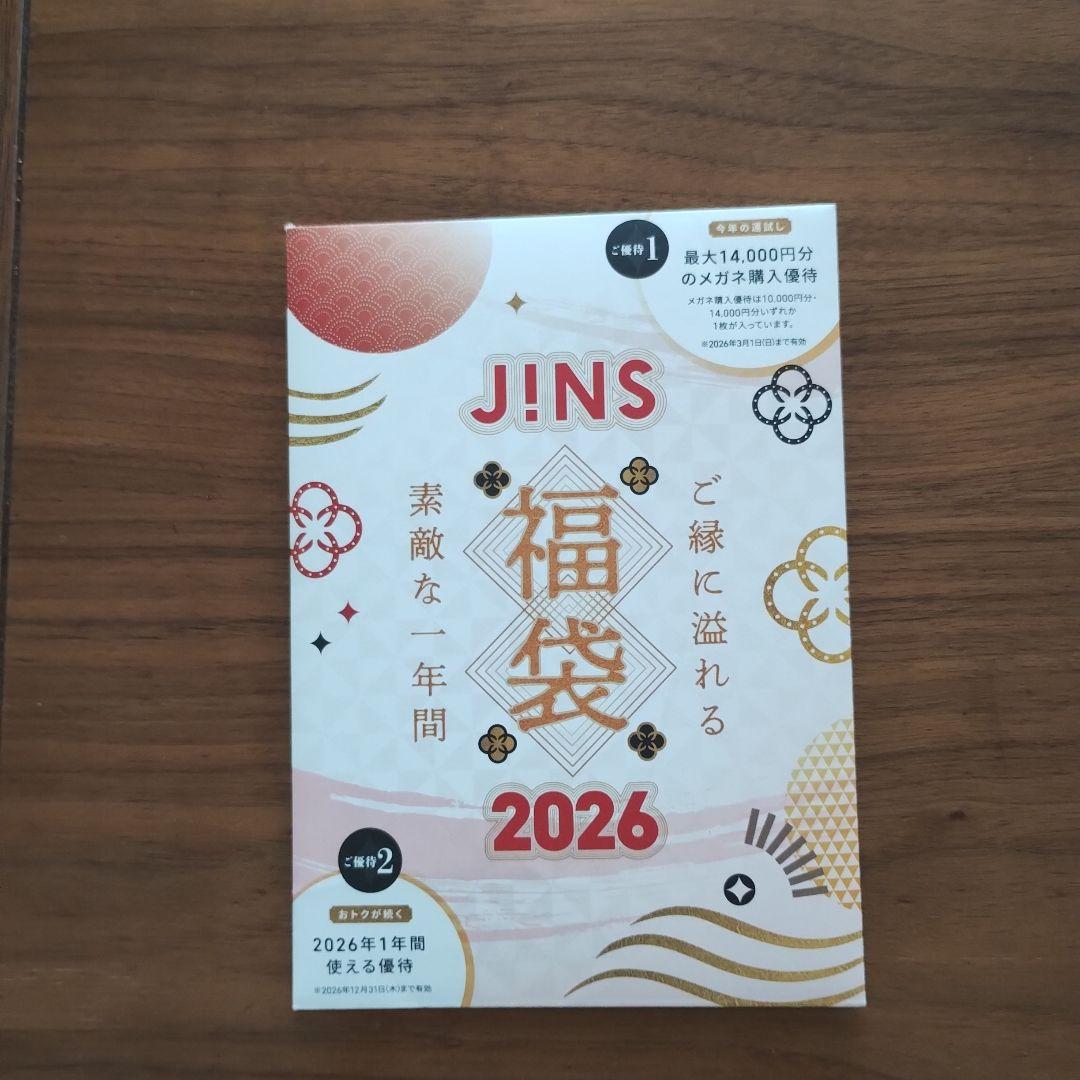 ご優待1
今年の運試し
最大14,000円分
のメガネ購入優待
メガネ購入優待は10,000円分・
14,000円分いずれか
1枚が入っています。
※2026年3月1日(日)まで有効
J!NS
福袋
ご縁に溢れる
素敵な一年間
2026
ご優待2
おトクが続く
2026年1年間
使える優待
※2026年12月31日(木)まで有効